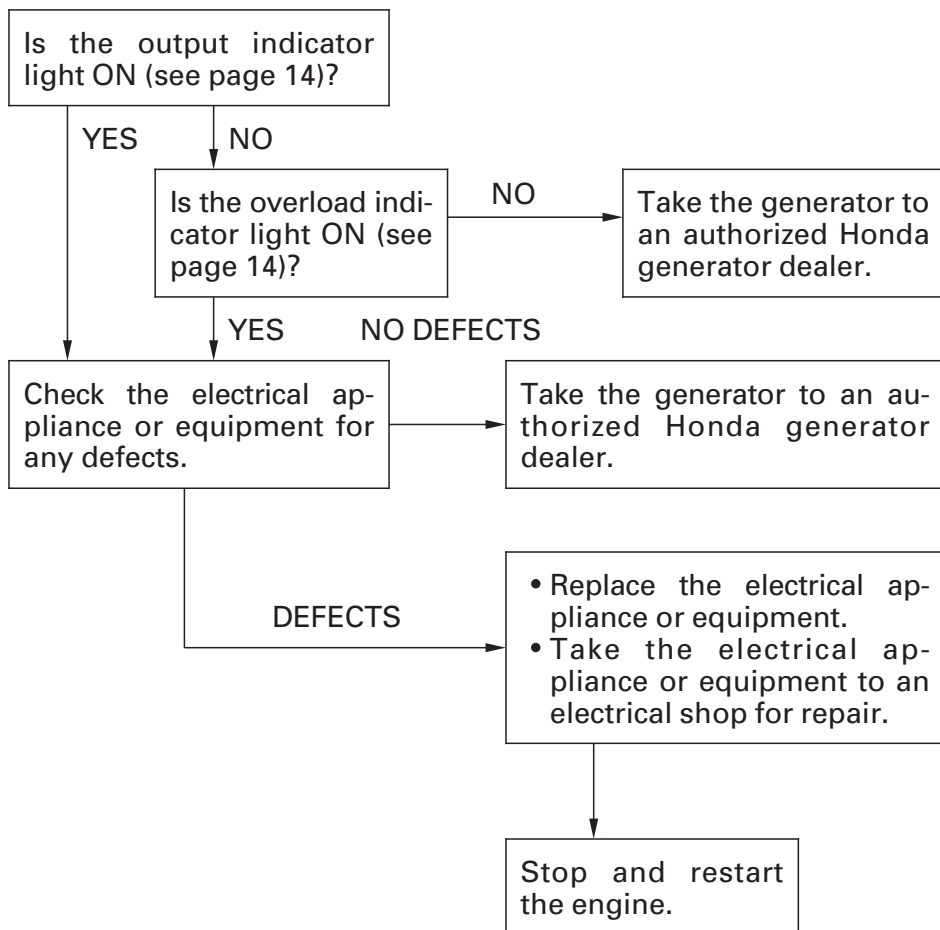 Is the output indicator
light ON (see page 14)?
YES
NO
Is the overload indi-
cator light ON (see
page 14)?
NO
Take the generator to
an authorized Honda
generator dealer.
YES
NO DEFECTS
Check the electrical ap-
pliance or equipment for
any defects.
Take the generator to an au-
thorized Honda generator
dealer.
DEFECTS
• Replace the electrical ap-
pliance or equipment.
• Take the electrical ap-
pliance or equipment to an
electrical shop for repair.
Stop and restart
the engine.